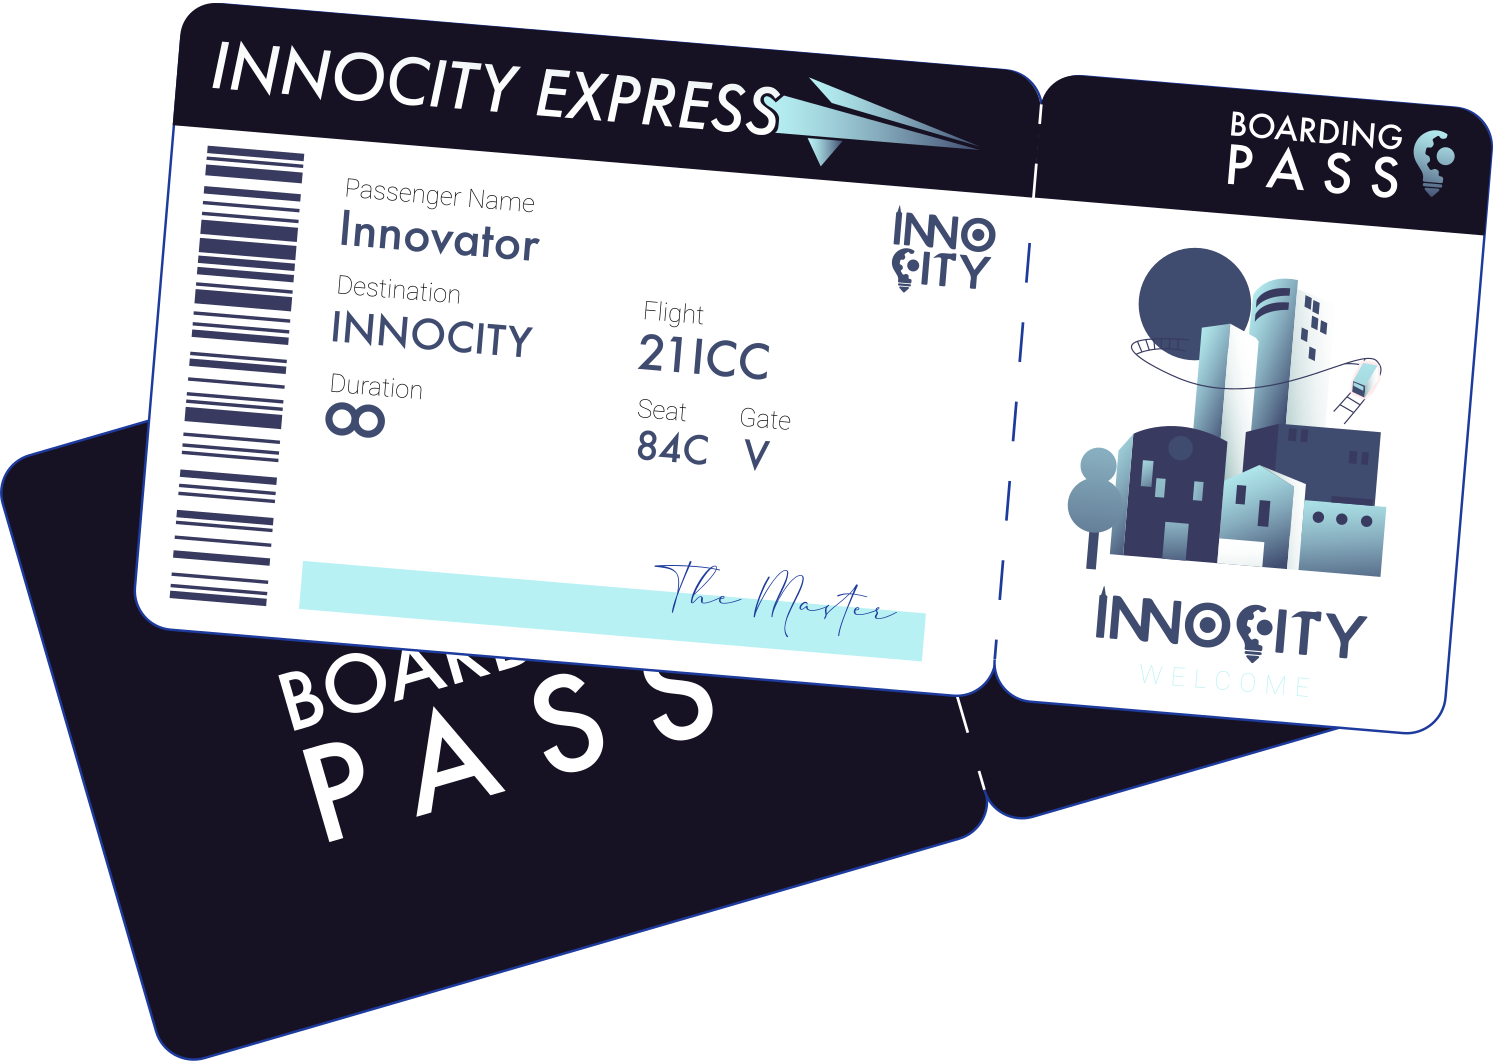 INNOCITY EXPRESS
BOARDING
PASS
Passenger Name
Innovator
Destination
INNOCITY
Duration
∞
Flight
21ICC
Seat
84C
Gate
V
INNO
CITY
The Master
INNOCITY
WELCOME
BOARD
PASS